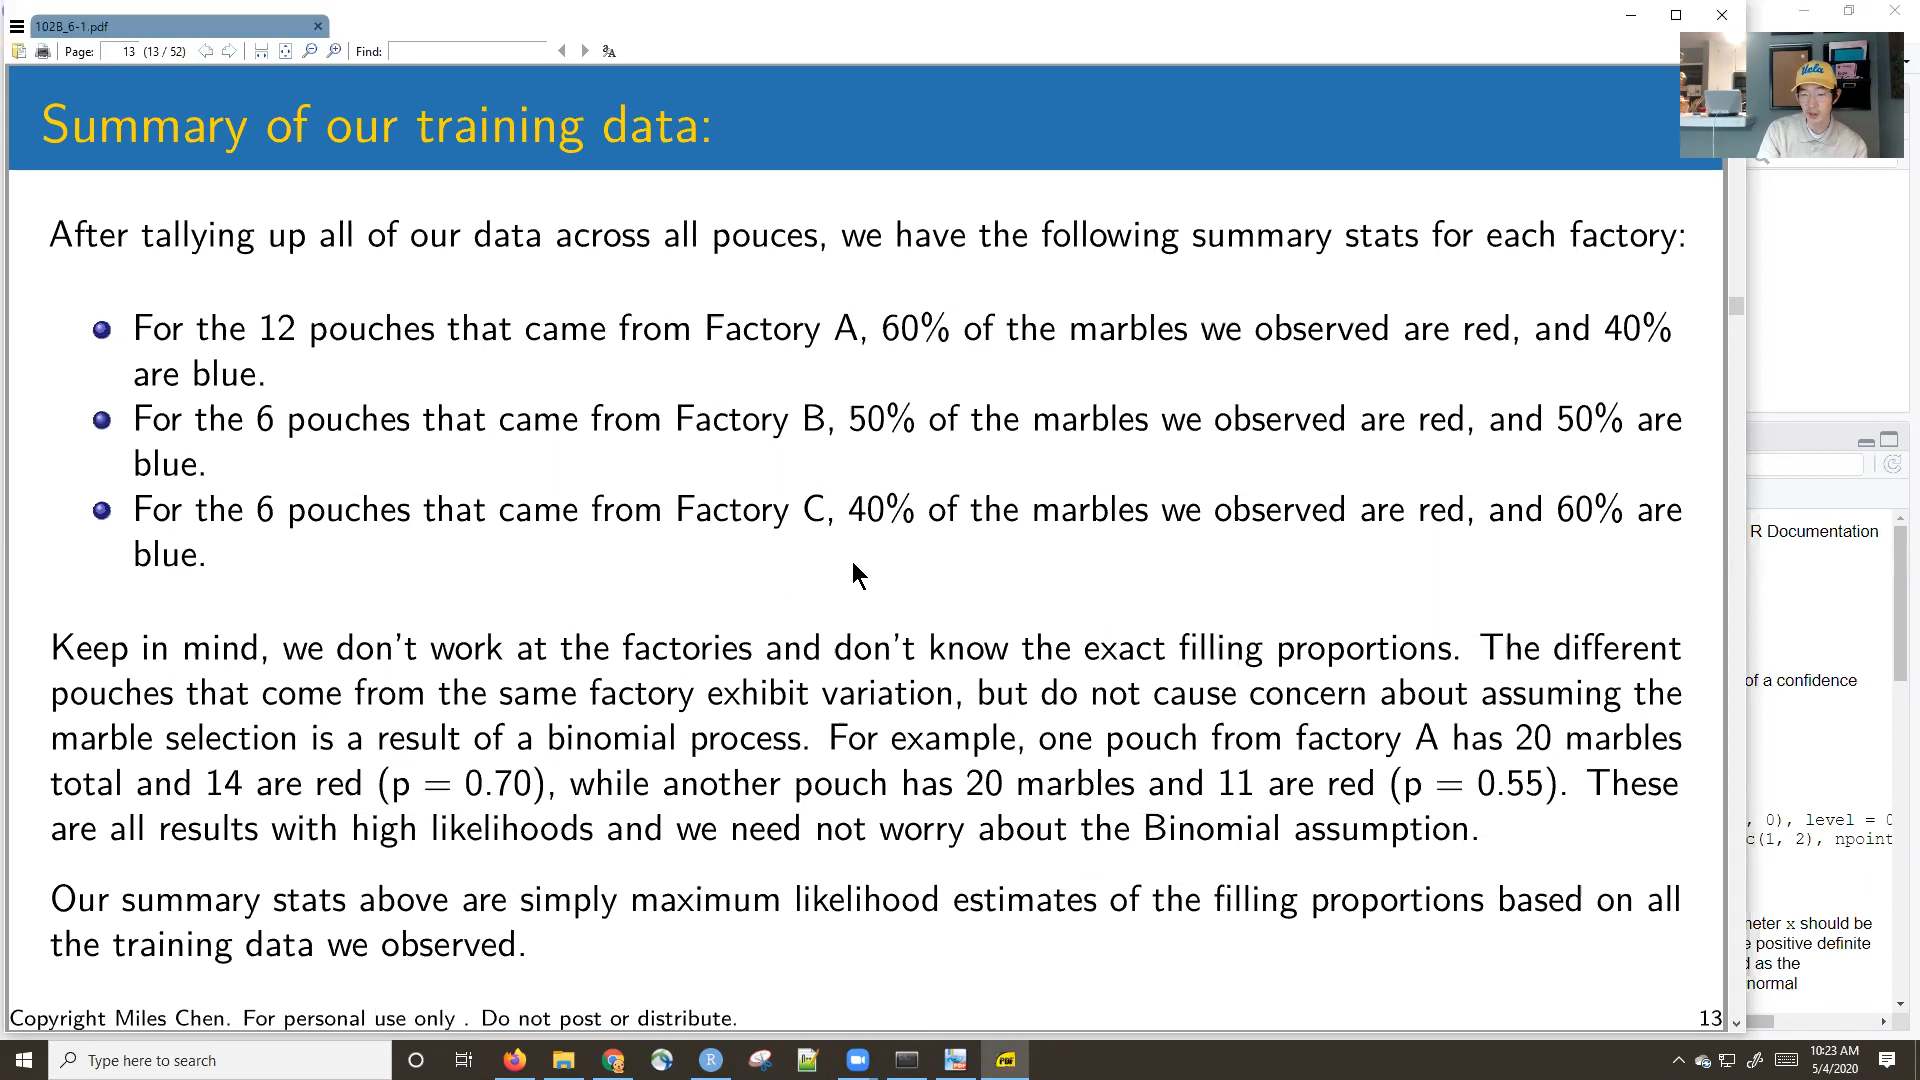 102B_6-1.pdf
Page: 13 (13 / 52) Find:
Summary of our training data:
After tallying up all of our data across all pouces, we have the following summary stats for each factory:
For the 12 pouches that came from Factory A, 60% of the marbles we observed are red, and 40%
are blue.
For the 6 pouches that came from Factory B, 50% of the marbles we observed are red, and 50% are
blue.
For the 6 pouches that came from Factory C, 40% of the marbles we observed are red, and 60% are
blue.
Keep in mind, we don't work at the factories and don't know the exact filling proportions. The different
pouches that come from the same factory exhibit variation, but do not cause concern about assuming the
marble selection is a result of a binomial process. For example, one pouch from factory A has 20 marbles
total and 14 are red (p = 0.70), while another pouch has 20 marbles and 11 are red (p = 0.55). These
are all results with high likelihoods and we need not worry about the Binomial assumption.
Our summary stats above are simply maximum likelihood estimates of the filling proportions based on all
the training data we observed.
Copyright Miles Chen. For personal use only . Do not post or distribute.
13
Ucla
R Documentation
of a confidence
, 0), level = 0
c(1, 2), npoint
meter x should be
e positive definite
d as the
normal
Type here to search
10:23 AM
5/4/2020